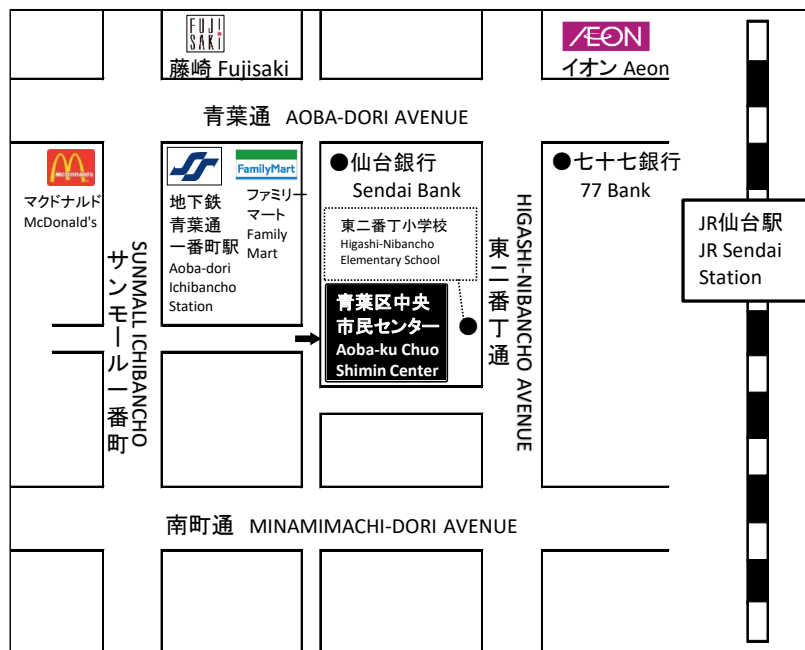 FUJI
SAKI
藤崎 Fujisaki
ÆON
イオン Aeon
青葉通 AOBA-DORI AVENUE
McDonald's
マクドナルド
McDonald's
地下鉄
青葉通
一番町駅
Aoba-dori
Ichibancho
Station
FamilyMart
ファミリー
マート
Family
Mart
●仙台銀行
Sendai Bank
東二番丁小学校
Higashi-Nibancho
Elementary School
青葉区中央
市民センター
Aoba-ku Chuo
Shimin Center
●七十七銀行
77 Bank
JR仙台駅
JR Sendai
Station
サンモール一番町
SUNMALL ICHIBANCHO
東二番丁通
HIGASHI-NIBANCHO AVENUE
南町通 MINAMIMACHI-DORI AVENUE